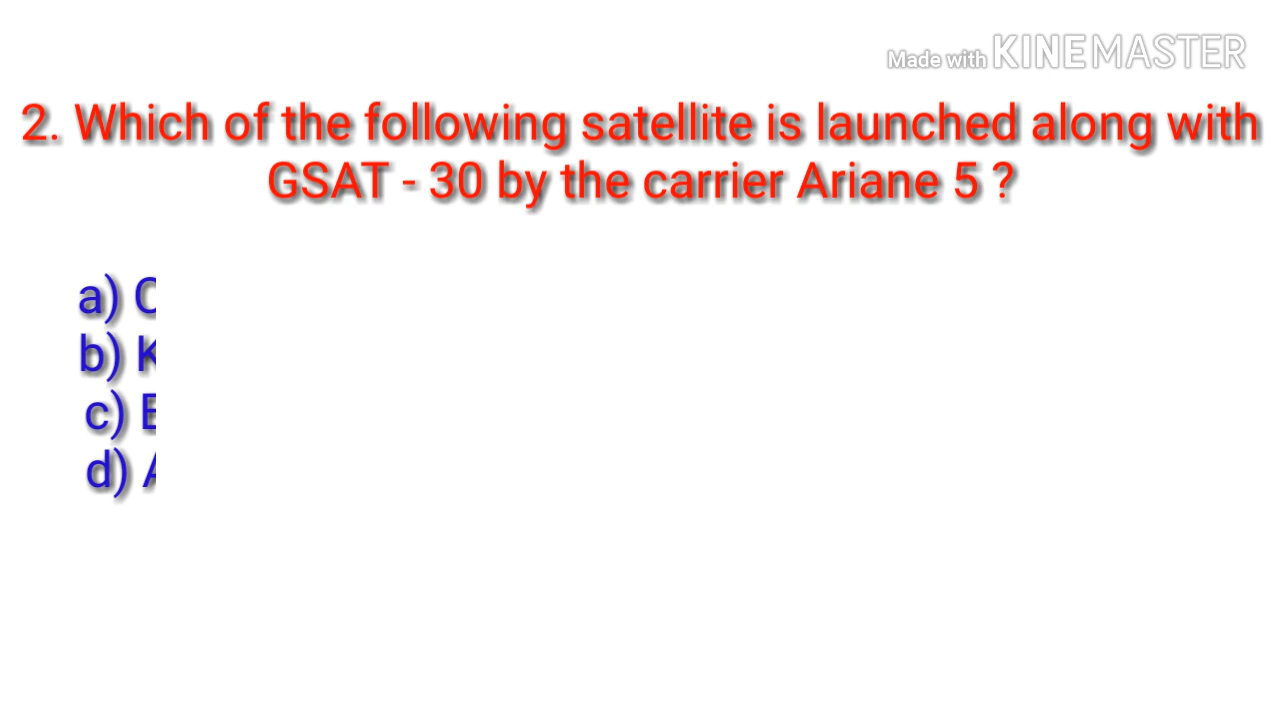 Made with KINEMASTER
2. Which of the following satellite is launched along with
GSAT - 30 by the carrier Ariane 5 ?
a)
b) K
c)
d)